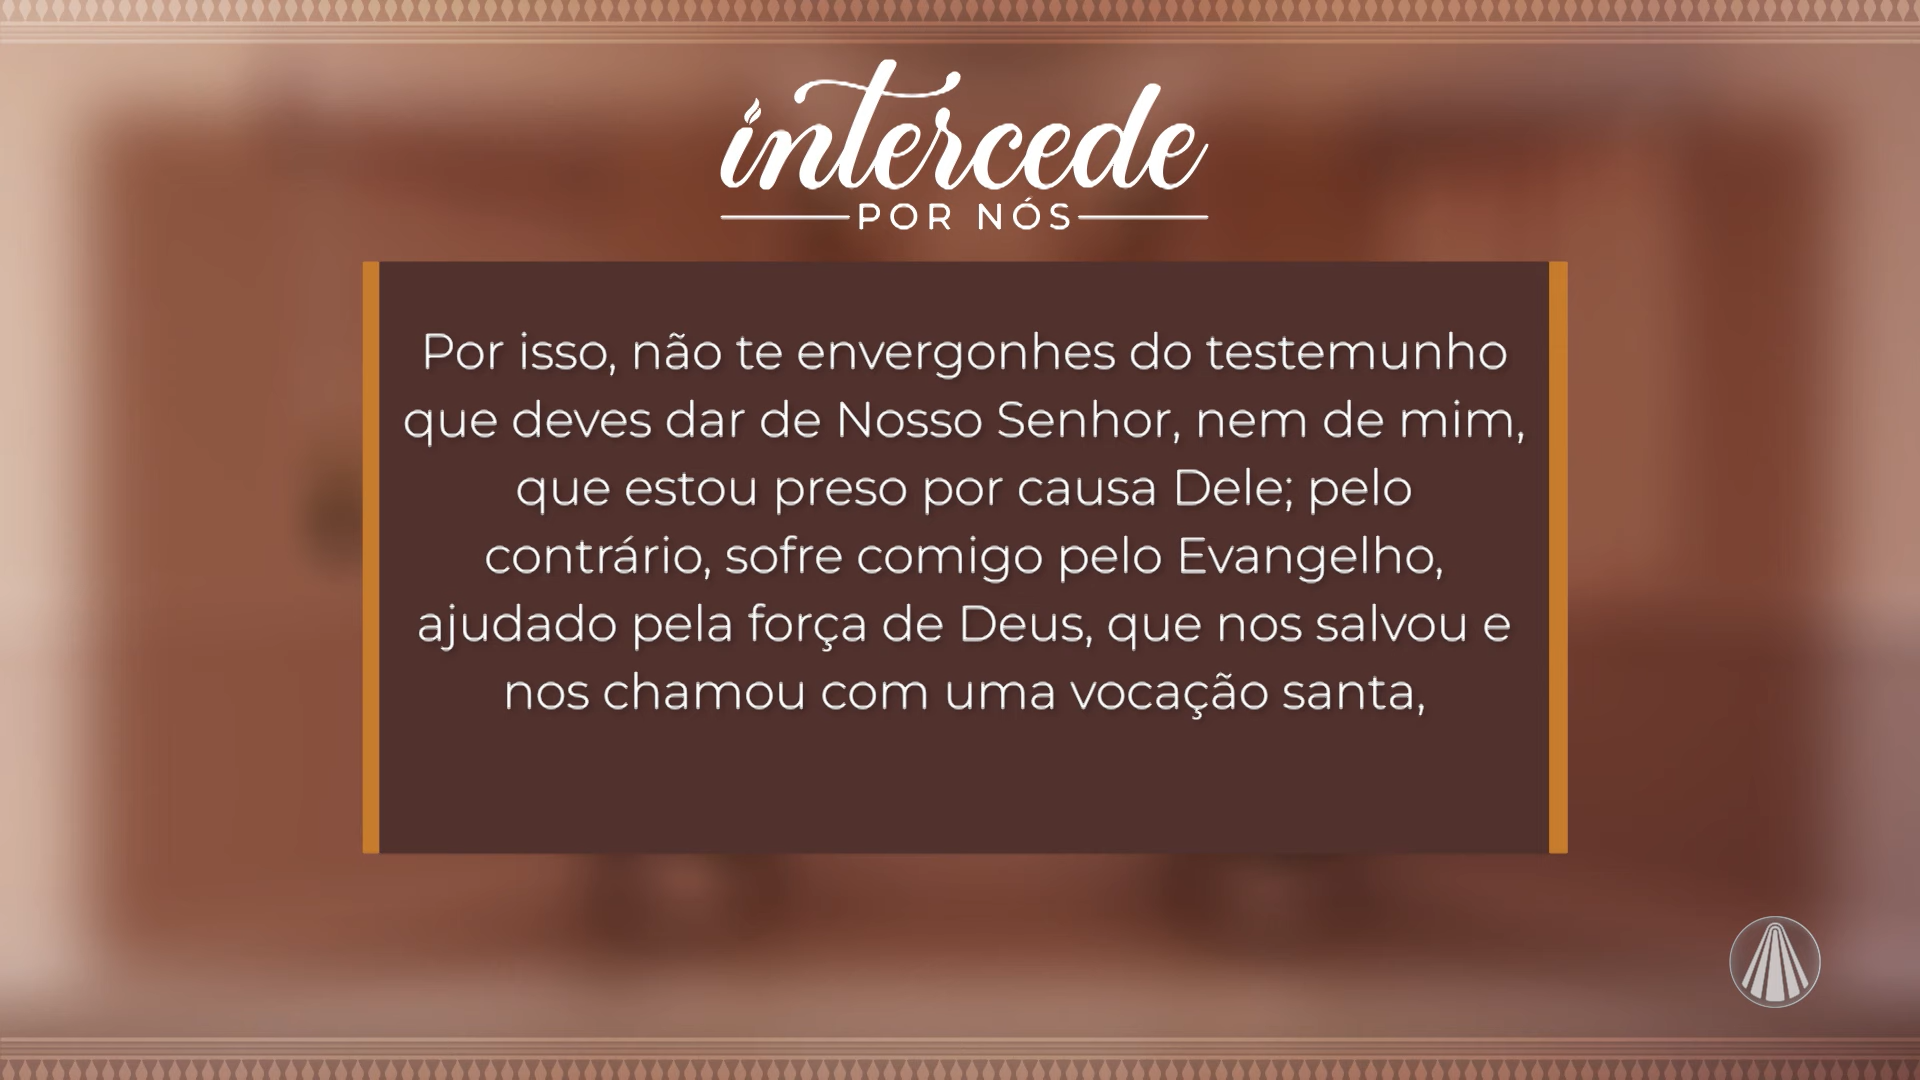 intercede
POR NÓS
Por isso, não te envergonhes do testemunho
que deves dar de Nosso Senhor, nem de mim,
que estou preso por causa Dele; pelo
contrário, sofre comigo pelo Evangelho,
ajudado pela força de Deus, que nos salvou e
nos chamou com uma vocação santa,